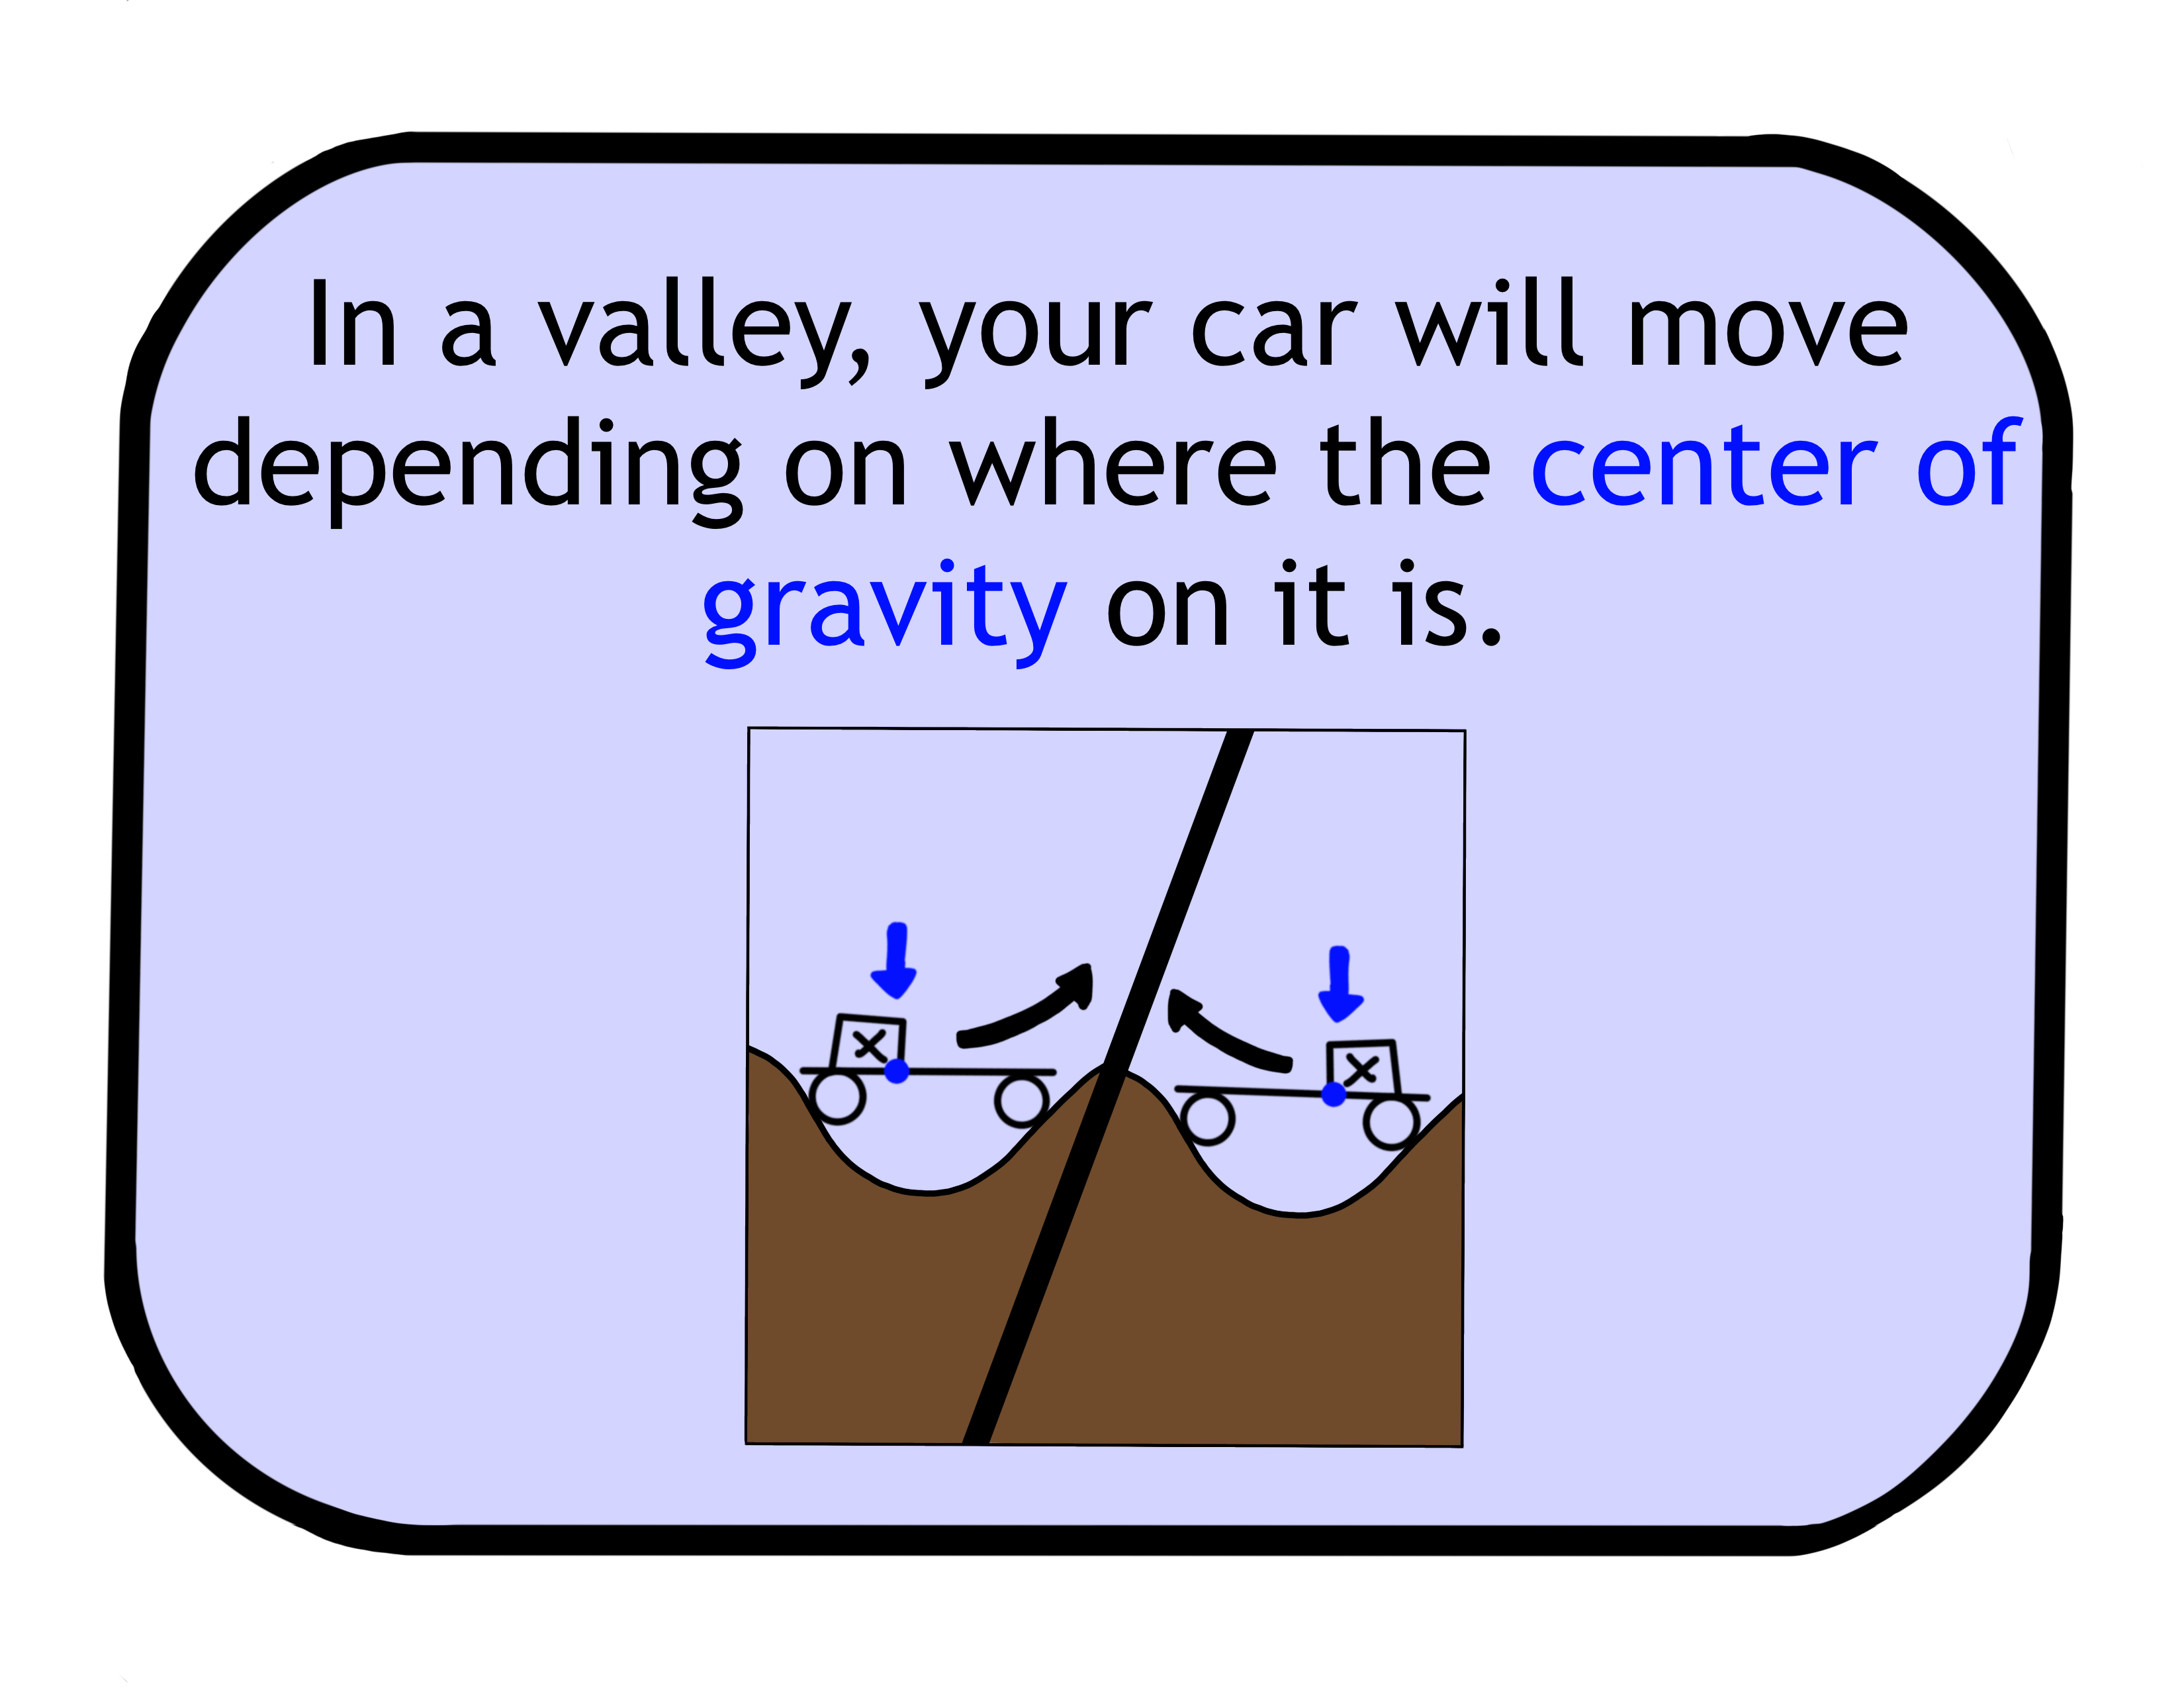 In a valley, your car will move
depending on where the center of
gravity on it is.